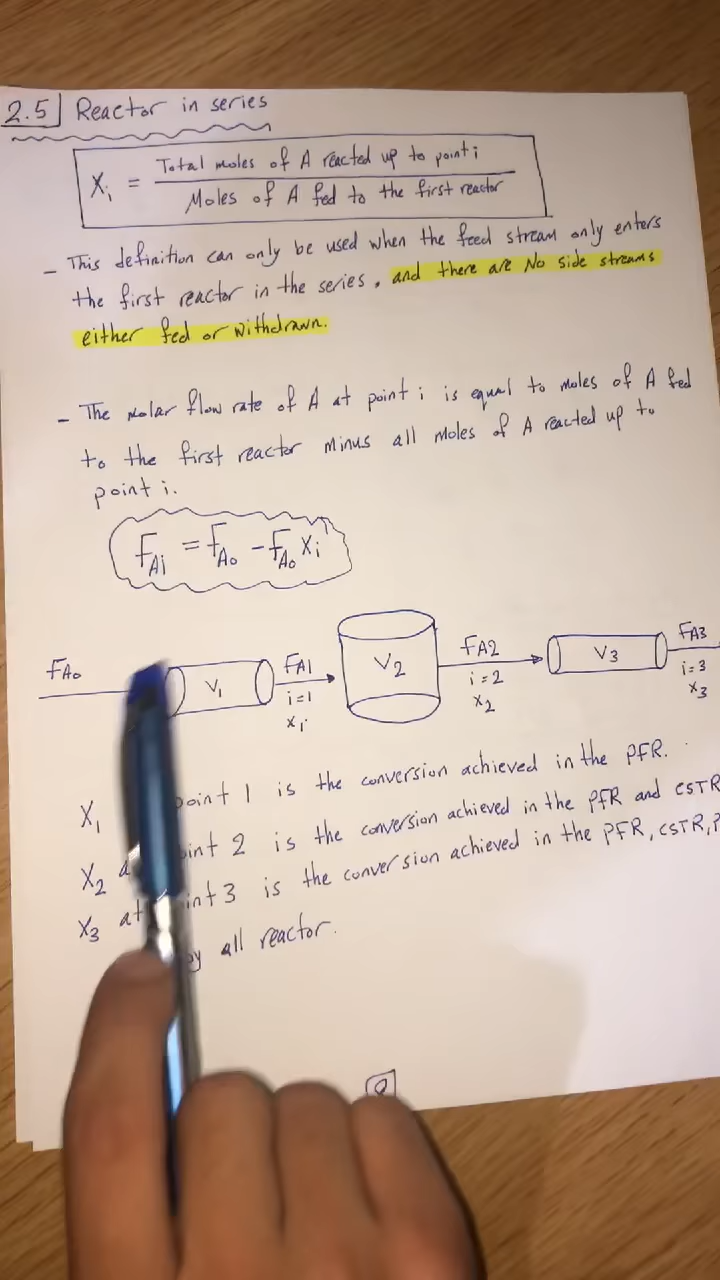 2.5 Reactor in series
Xi = Total moles of A reacted up to point i
Moles of A fed to the first reactor
- This definition can only be used when the feed stream only enters
the first reactor in the series, and there are No side streams
either fed or withdrawn.
- The molar flow rate of A at point i is equal to moles of A fed
to the first reactor minus all moles of A reacted up to
point i.
FAi = FAo - FAo Xi
FAo
V1
FA1
i=1
X1
V2
FA2
i=2
X2
V3
FA3
i=3
X3
X1 point 1 is the conversion achieved in the PFR.
X2 2 is the conversion achieved in the PFR and CSTR
X3 at 3 is the conversion achieved in the PFR, CSTR,
all reactor.